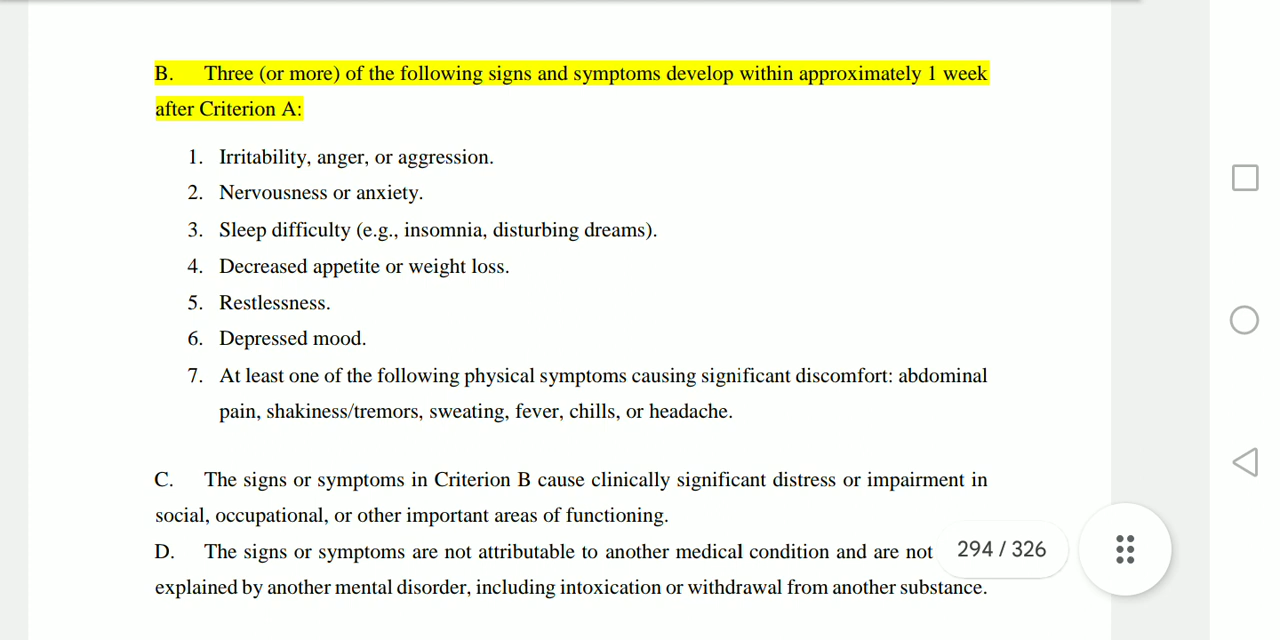 B. Three (or more) of the following signs and symptoms develop within approximately 1 week
after Criterion A:
1. Irritability, anger, or aggression.
2. Nervousness or anxiety.
3. Sleep difficulty (e.g., insomnia, disturbing dreams).
4. Decreased appetite or weight loss.
5. Restlessness.
6. Depressed mood.
7. At least one of the following physical symptoms causing significant discomfort: abdominal
pain, shakiness/tremors, sweating, fever, chills, or headache.
C. The signs or symptoms in Criterion B cause clinically significant distress or impairment in
social, occupational, or other important areas of functioning.
D. The signs or symptoms are not attributable to another medical condition and are not
294 / 326
explained by another mental disorder, including intoxication or withdrawal from another substance.